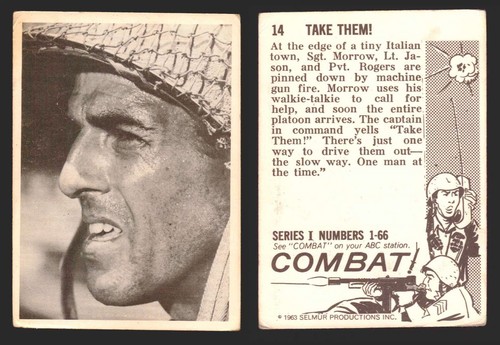 14 TAKE THEM!
At the edge of a tiny Italian
town, Sgt. Morrow, Lt. Ja-
son, and Pvt. Rogers are
pinned down by machine
gun fire. Morrow uses his
walkie-talkie to call for
help, and soon the entire
platoon arrives. The captain
in command yells "Take
Them!" There's just one
way to drive them out—
the slow way. One man at
the time."
SERIES I NUMBERS 1-66
See "COMBAT" on your ABC station.
COMBAT!
© 1963 SELMUR PRODUCTIONS INC.